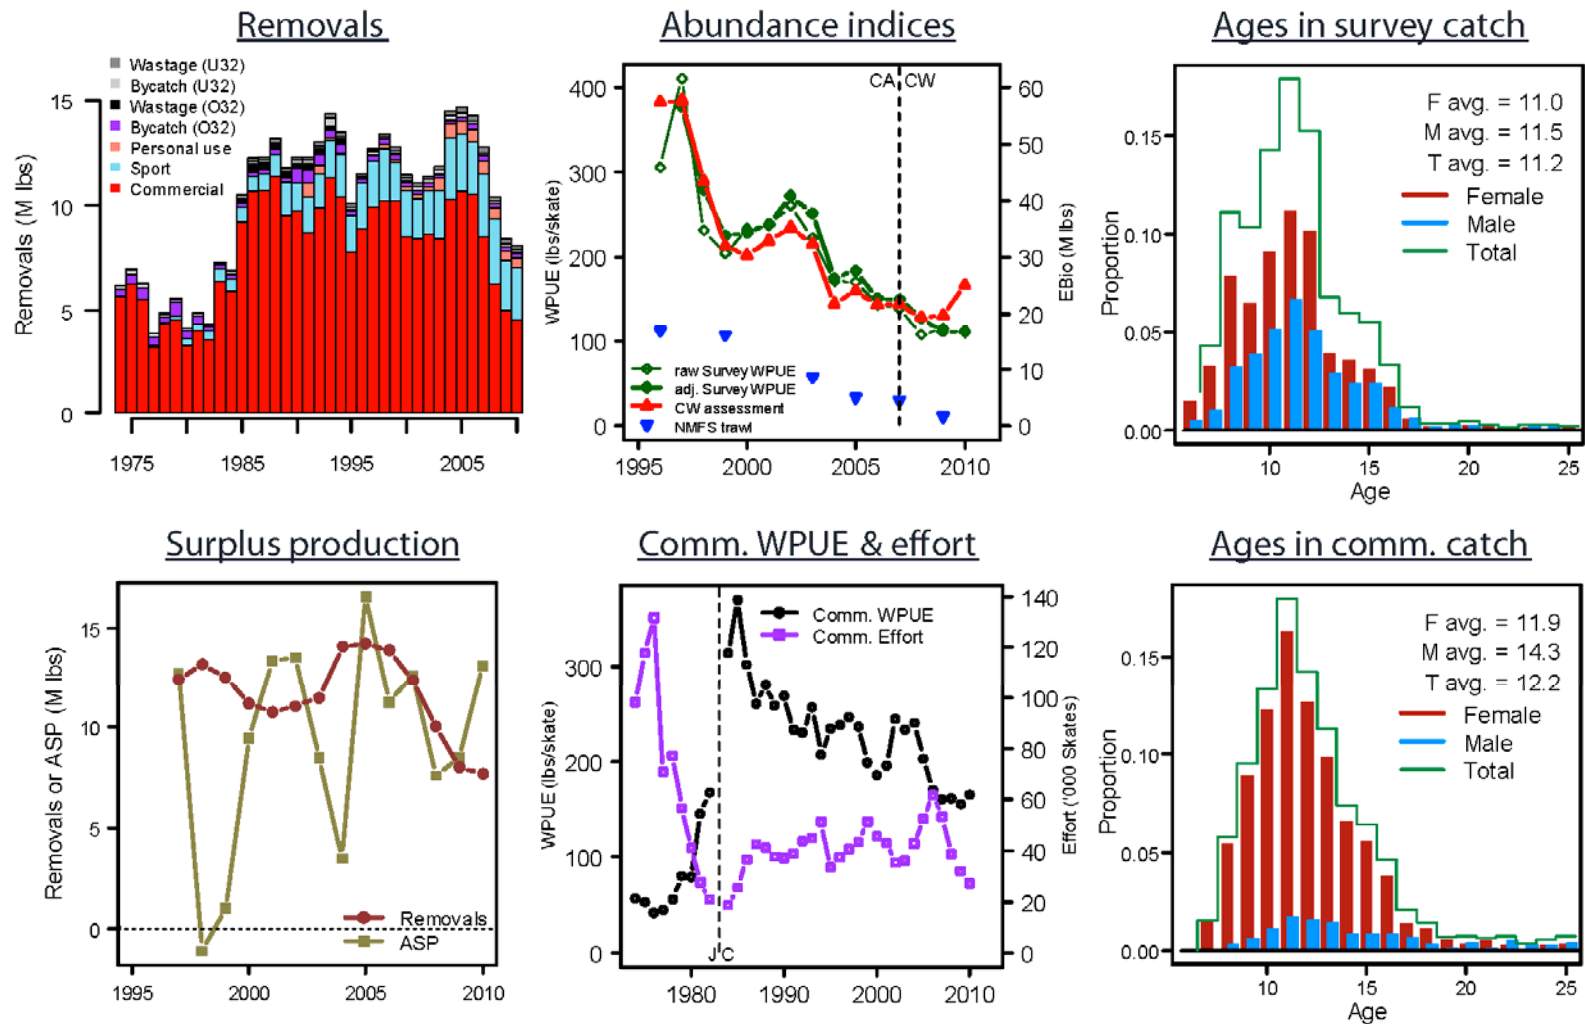 Removals
Wastage (U32)
Bycatch (U32)
Wastage (O32)
Bycatch (O32)
Personal use
Sport
Commercial
Removals (M lbs)
15
10
5
0
1975
1985
1995
2005
Abundance indices
WPUE (lbs/skate)
400
300
200
100
0
CA CW
raw Survey WPUE
adj. Survey WPUE
CW assessment
NMFS trawl
60
50
40
30
20
10
0
EBio (M lbs)
1995
2000
2005
2010
Ages in survey catch
Proportion
0.15
0.10
0.05
0.00
F avg. = 11.0
M avg. = 11.5
T avg. = 11.2
Female
Male
Total
10
15
20
25
Age
Surplus production
Removals or ASP (M lbs)
15
10
5
0
Removals
ASP
1995
2000
2005
2010
Comm. WPUE & effort
WPUE (lbs/skate)
300
200
100
0
Comm. WPUE
Comm. Effort
J C
140
120
100
80
60
40
20
0
Effort ('000 Skates)
1980
1990
2000
2010
Ages in comm. catch
Proportion
0.15
0.10
0.05
0.00
F avg. = 11.9
M avg. = 14.3
T avg. = 12.2
Female
Male
Total
10
15
20
25
Age